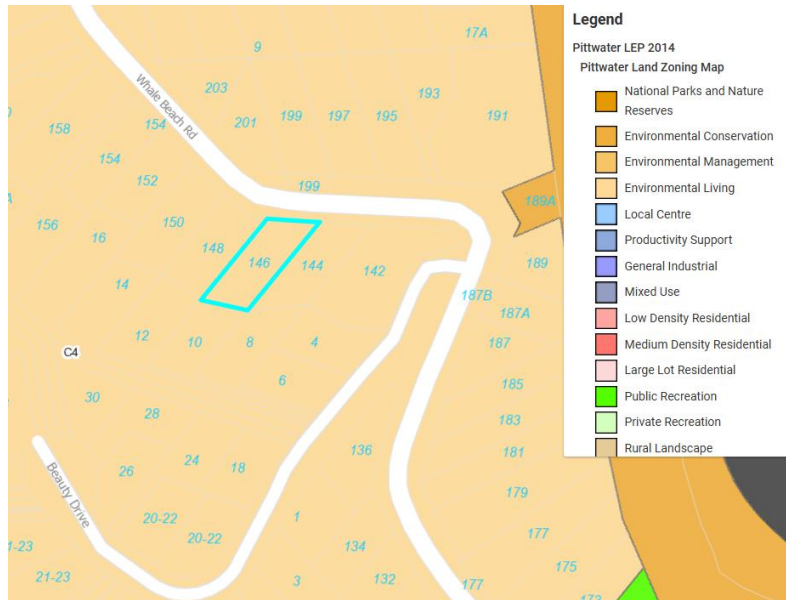 Legend
Pittwater LEP 2014
Pittwater Land Zoning Map
National Parks and Nature
Reserves
Environmental Conservation
Environmental Management
Environmental Living
Local Centre
Productivity Support
General Industrial
Mixed Use
Low Density Residential
Medium Density Residential
Large Lot Residential
Public Recreation
Private Recreation
Rural Landscape
17A
9
203
193
Whale Beach Rd
201
199
197
195
191
158
154
154
152
199
189A
156
150
16
148
146
144
142
189
14
187B
187A
12
10
8
4
187
C4
6
185
30
28
183
136
181
26
24
18
179
Beauty Drive
20-22
1
177
20-22
134
1-23
175
21-23
3
132
177
173